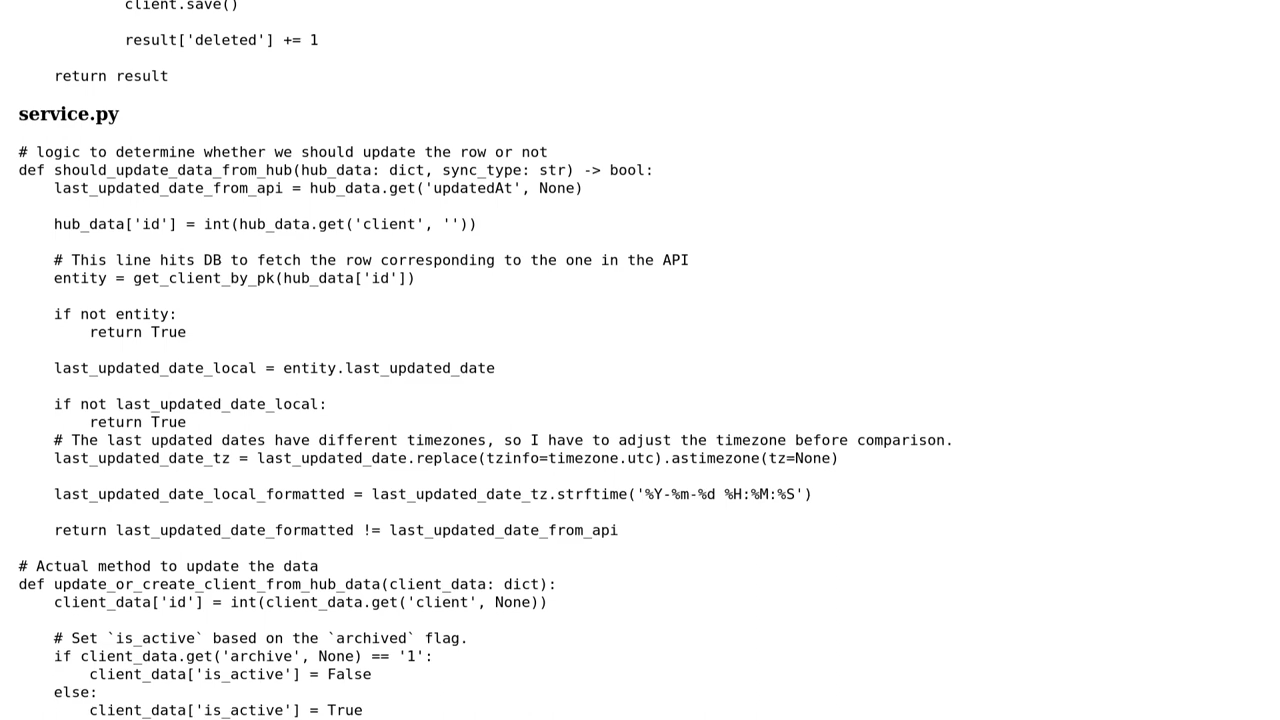 client.save()
            result['deleted'] += 1
    return result
service.py
# logic to determine whether we should update the row or not
def should_update_data_from_hub(hub_data: dict, sync_type: str) -> bool:
    last_updated_date_from_api = hub_data.get('updatedAt', None)
    hub_data['id'] = int(hub_data.get('client', ''))
    # This line hits DB to fetch the row corresponding to the one in the API
    entity = get_client_by_pk(hub_data['id'])
    if not entity:
        return True
    last_updated_date_local = entity.last_updated_date
    if not last_updated_date_local:
        return True
    # The last updated dates have different timezones, so I have to adjust the timezone before comparison.
    last_updated_date_tz = last_updated_date.replace(tzinfo=timezone.utc).astimezone(tz=None)
    last_updated_date_local_formatted = last_updated_date_tz.strftime('%Y-%m-%d %H:%M:%S')
    return last_updated_date_formatted != last_updated_date_from_api
# Actual method to update the data
def update_or_create_client_from_hub_data(client_data: dict):
    client_data['id'] = int(client_data.get('client', None))
    # Set `is_active` based on the `archived` flag.
    if client_data.get('archive', None) == '1':
        client_data['is_active'] = False
    else:
        client_data['is_active'] = True